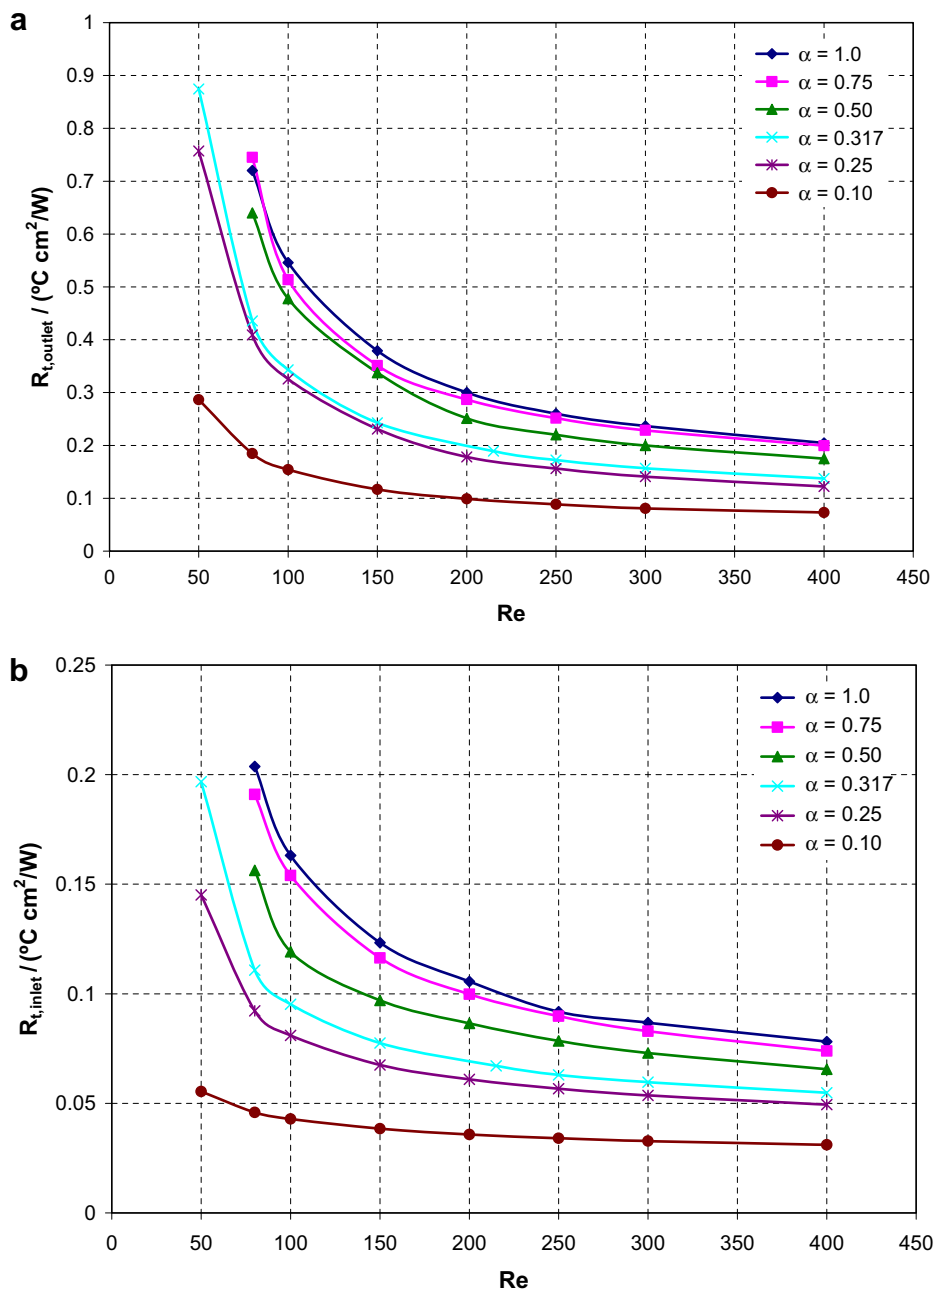 a
1
0.9
0.8
0.7
0.6
0.5
0.4
0.3
0.2
0.1
0
R_t,outlet / (ºC cm²/W)
α = 1.0
α = 0.75
α = 0.50
α = 0.317
α = 0.25
α = 0.10
0 50 100 150 200 250 300 350 400 450
Re
b
0.25
0.2
0.15
0.1
0.05
0
R_t,inlet / (ºC cm²/W)
α = 1.0
α = 0.75
α = 0.50
α = 0.317
α = 0.25
α = 0.10
0 50 100 150 200 250 300 350 400 450
Re